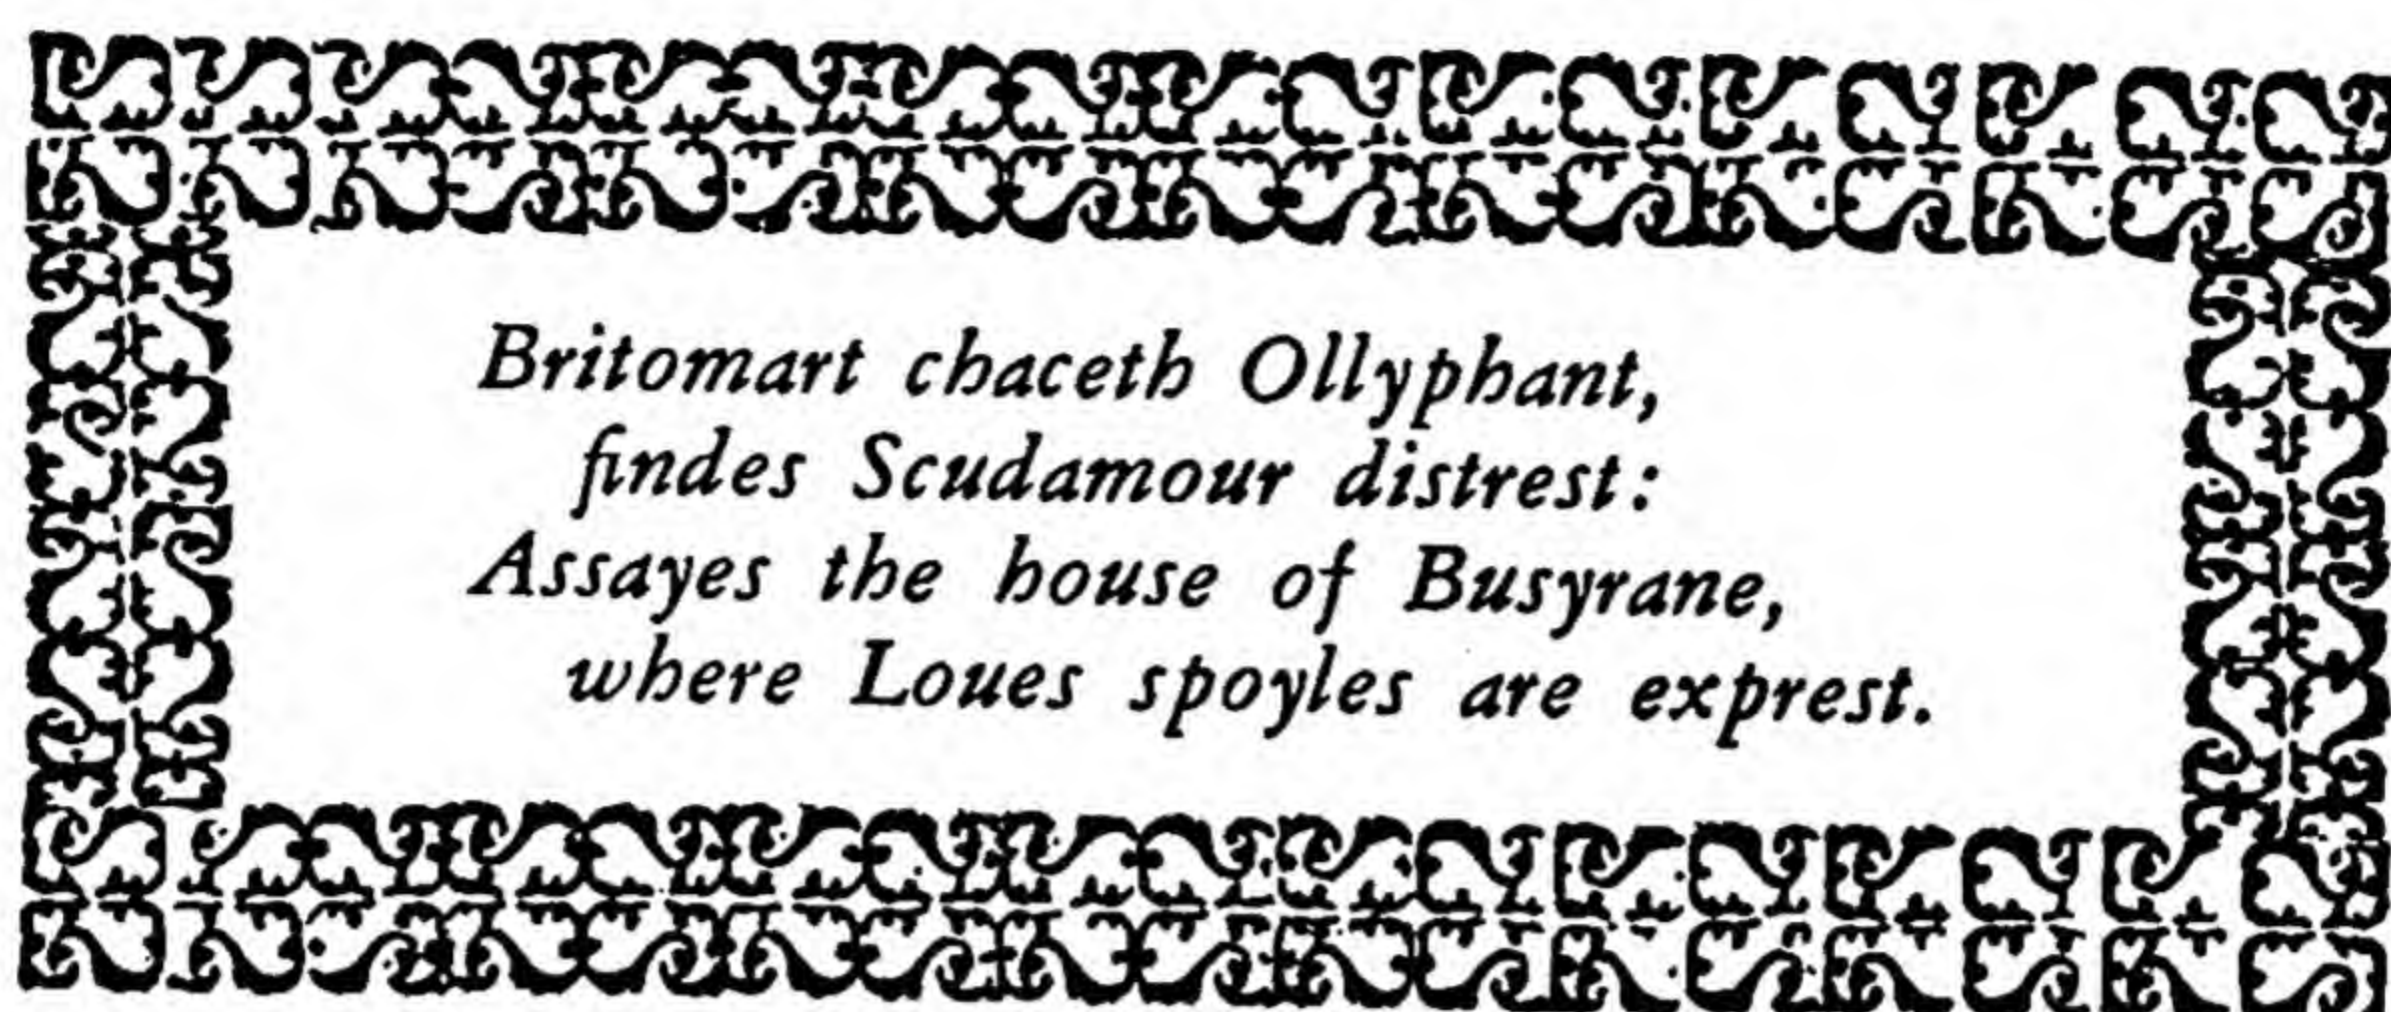 Britomart chaceth Ollyphant,
findes Scudamour distrest:
Assayes the house of Busyrane,
where Loues spoyles are exprest.